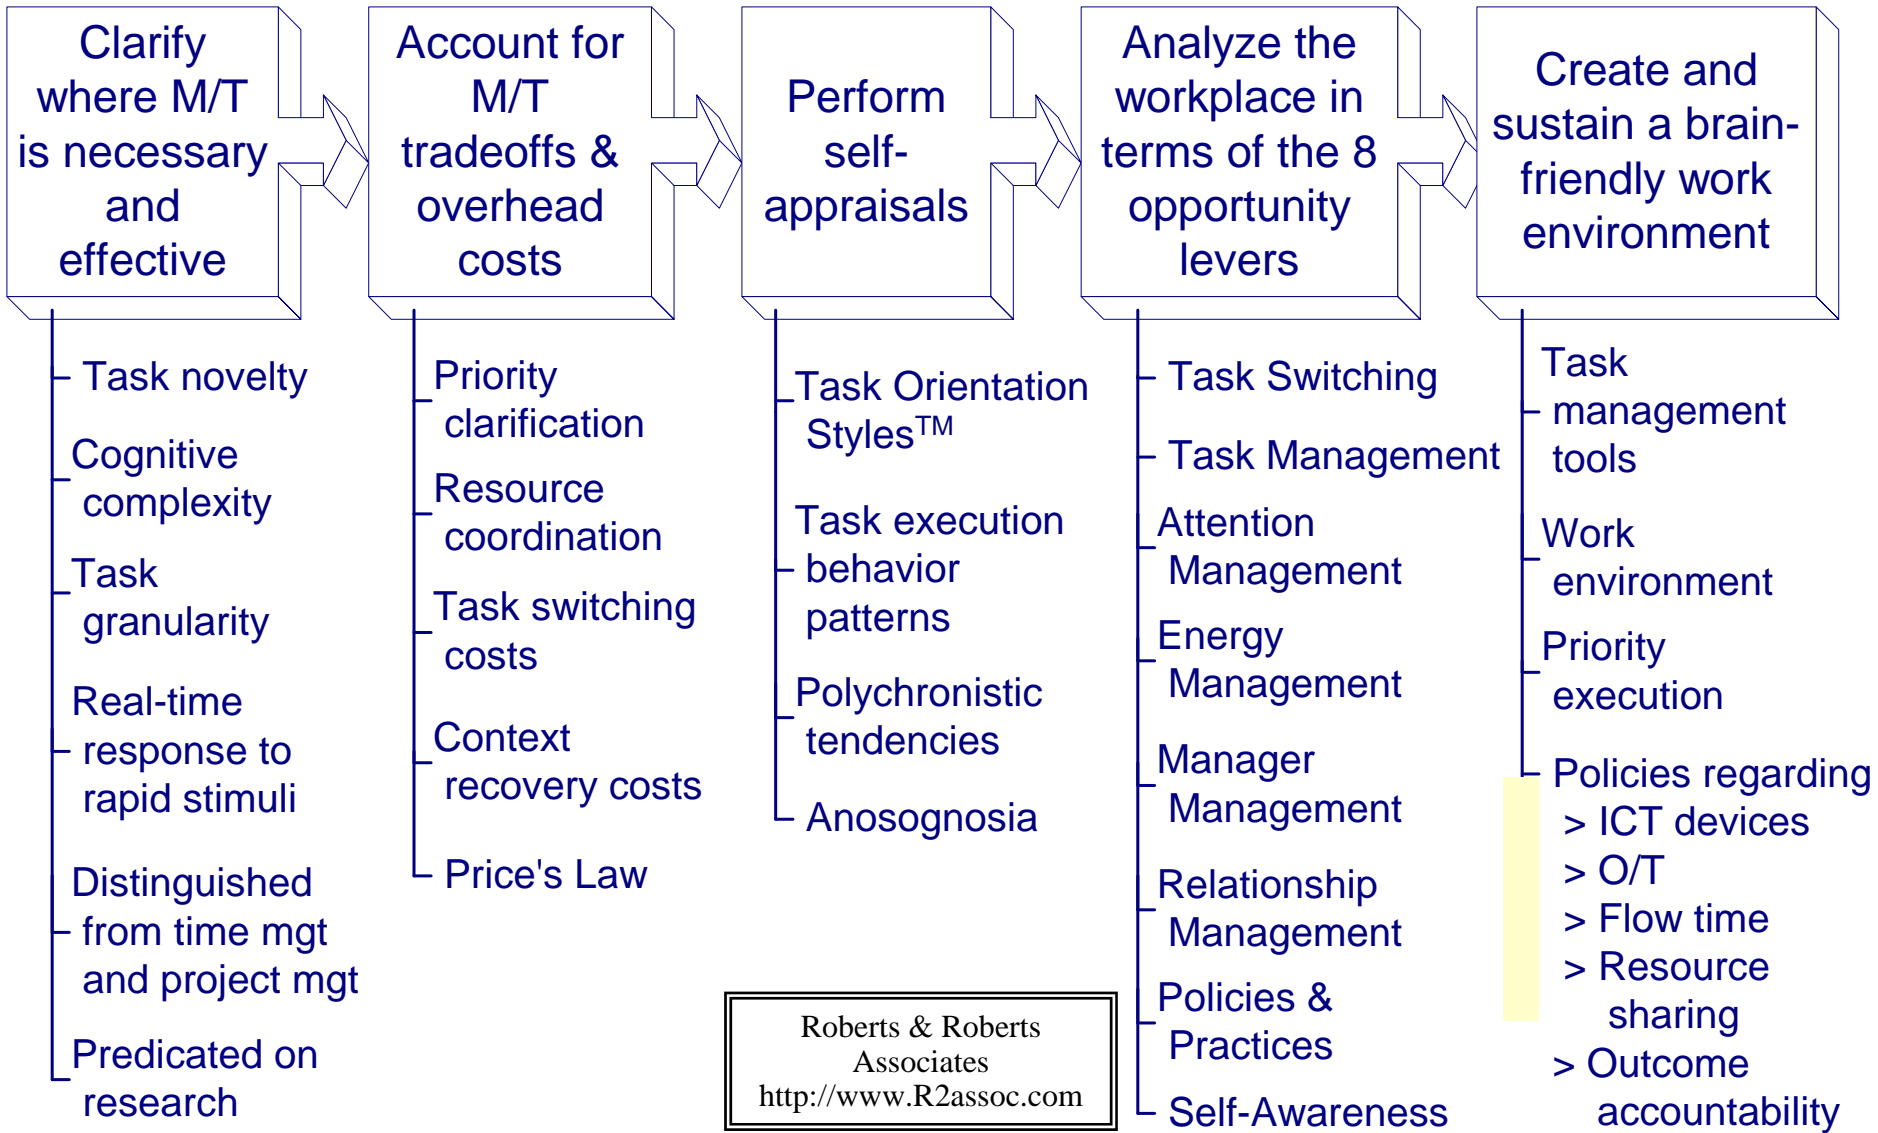 Clarify
where M/T
is necessary
and
effective
Task novelty
Cognitive
complexity
Task
granularity
Real-time
response to
rapid stimuli
Distinguished
from time mgt
and project mgt
Predicated on
research
Account for
M/T
tradeoffs &
overhead
costs
Priority
clarification
Resource
coordination
Task switching
costs
Context
recovery costs
Price's Law
Perform
self-
appraisals
Task Orientation
Styles™
Task execution
behavior
patterns
Polychronistic
tendencies
Anosognosia
Analyze the
workplace in
terms of the 8
opportunity
levers
Task Switching
Task Management
Attention
Management
Energy
Management
Manager
Management
Relationship
Management
Policies &
Practices
Self-Awareness
Create and
sustain a brain-
friendly work
environment
Task
management
tools
Work
environment
Priority
execution
Policies regarding
> ICT devices
> O/T
> Flow time
> Resource
sharing
> Outcome
accountability
Roberts & Roberts
Associates
http://www.R2assoc.com